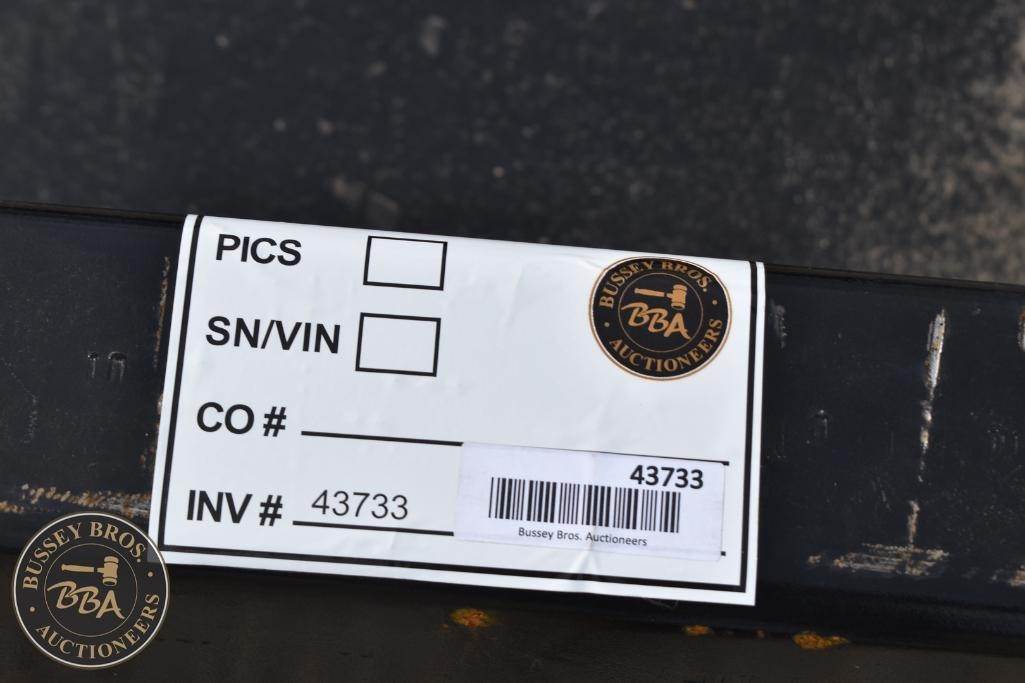 PICS
BUSSEY BROS.
BBA
AUCTIONEERS
SN/VIN
CO #
43733
INV # 43733
Bussey Bros. Auctioneers
BUSSEY BROS.
BBA
AUCTIONEERS